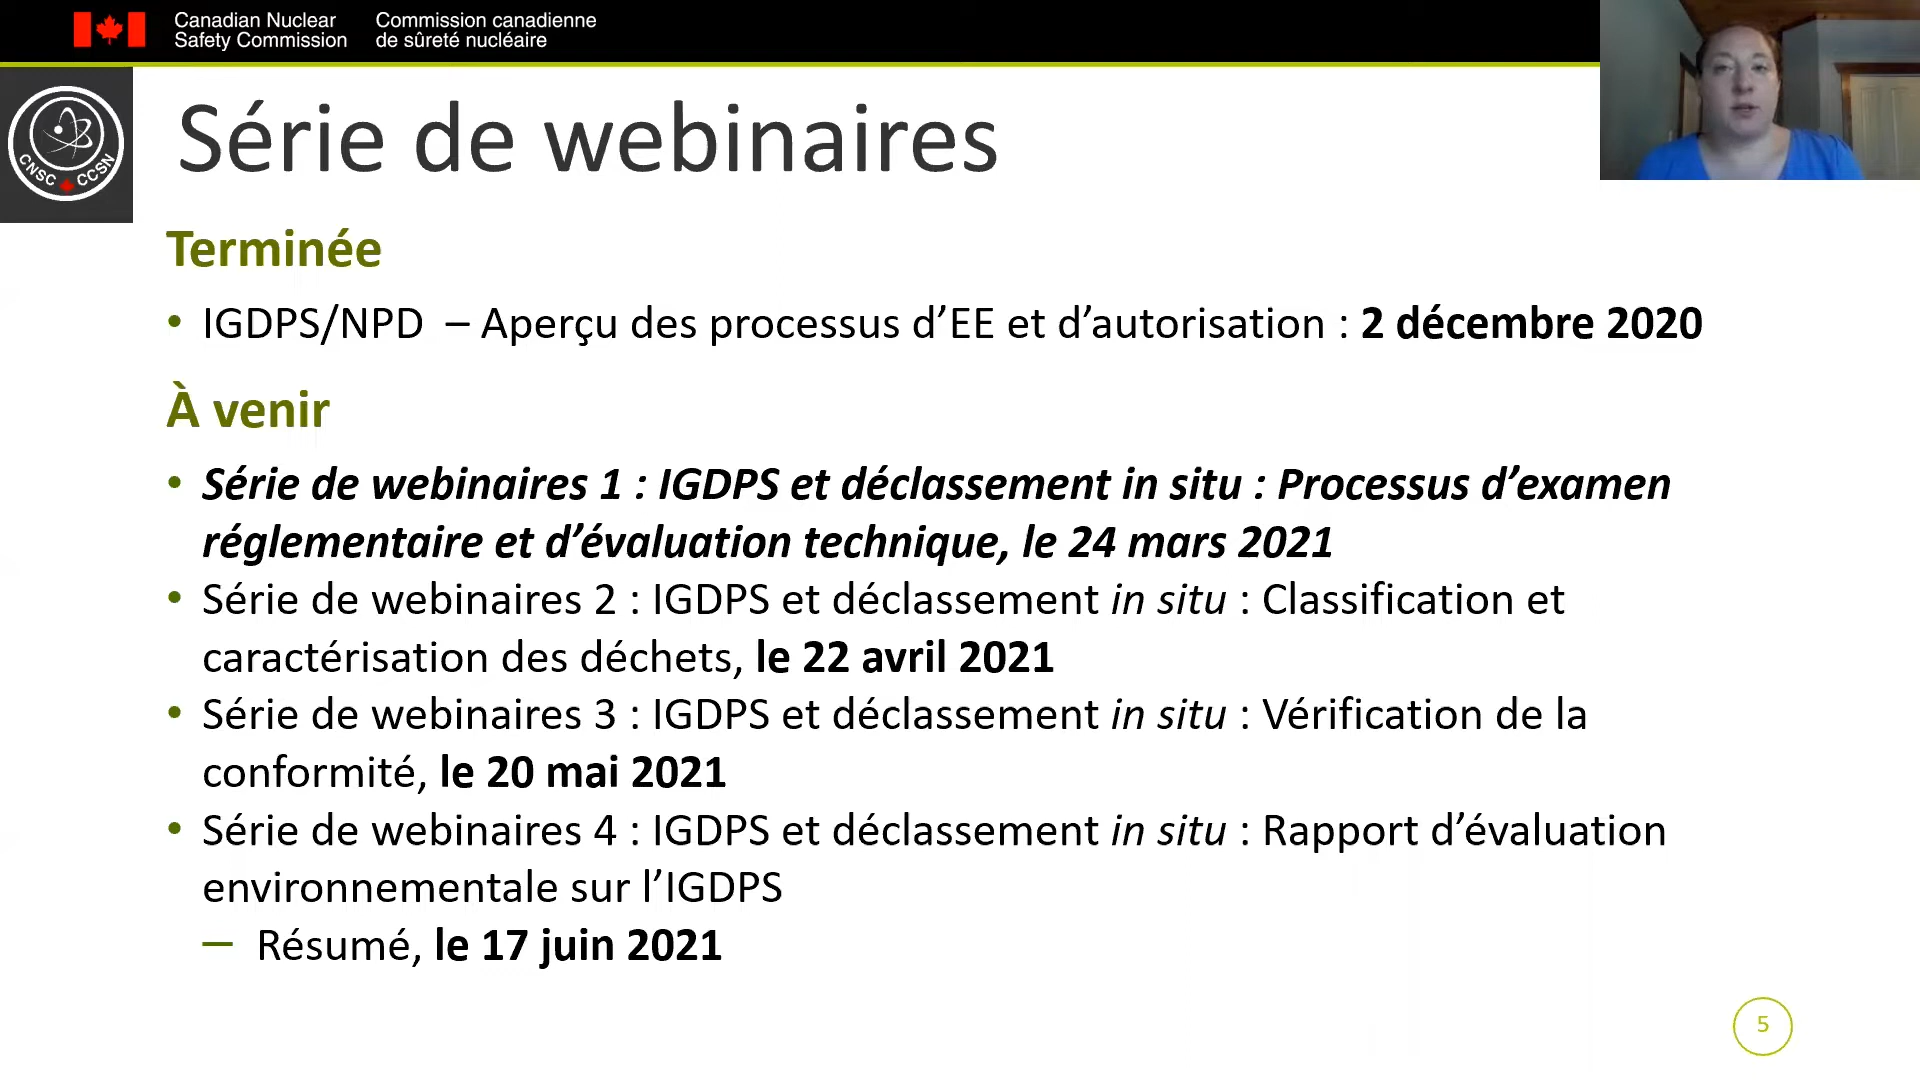 Canadian Nuclear
Safety Commission
Commission canadienne
de sûreté nucléaire
CNSC CCSN
Série de webinaires
Terminée
• IGDPS/NPD – Aperçu des processus d’EE et d’autorisation : 2 décembre 2020
À venir
• Série de webinaires 1 : IGDPS et déclassement in situ : Processus d’examen
réglementaire et d’évaluation technique, le 24 mars 2021
• Série de webinaires 2 : IGDPS et déclassement in situ : Classification et
caractérisation des déchets, le 22 avril 2021
• Série de webinaires 3 : IGDPS et déclassement in situ : Vérification de la
conformité, le 20 mai 2021
• Série de webinaires 4 : IGDPS et déclassement in situ : Rapport d’évaluation
environnementale sur l’IGDPS
– Résumé, le 17 juin 2021
5